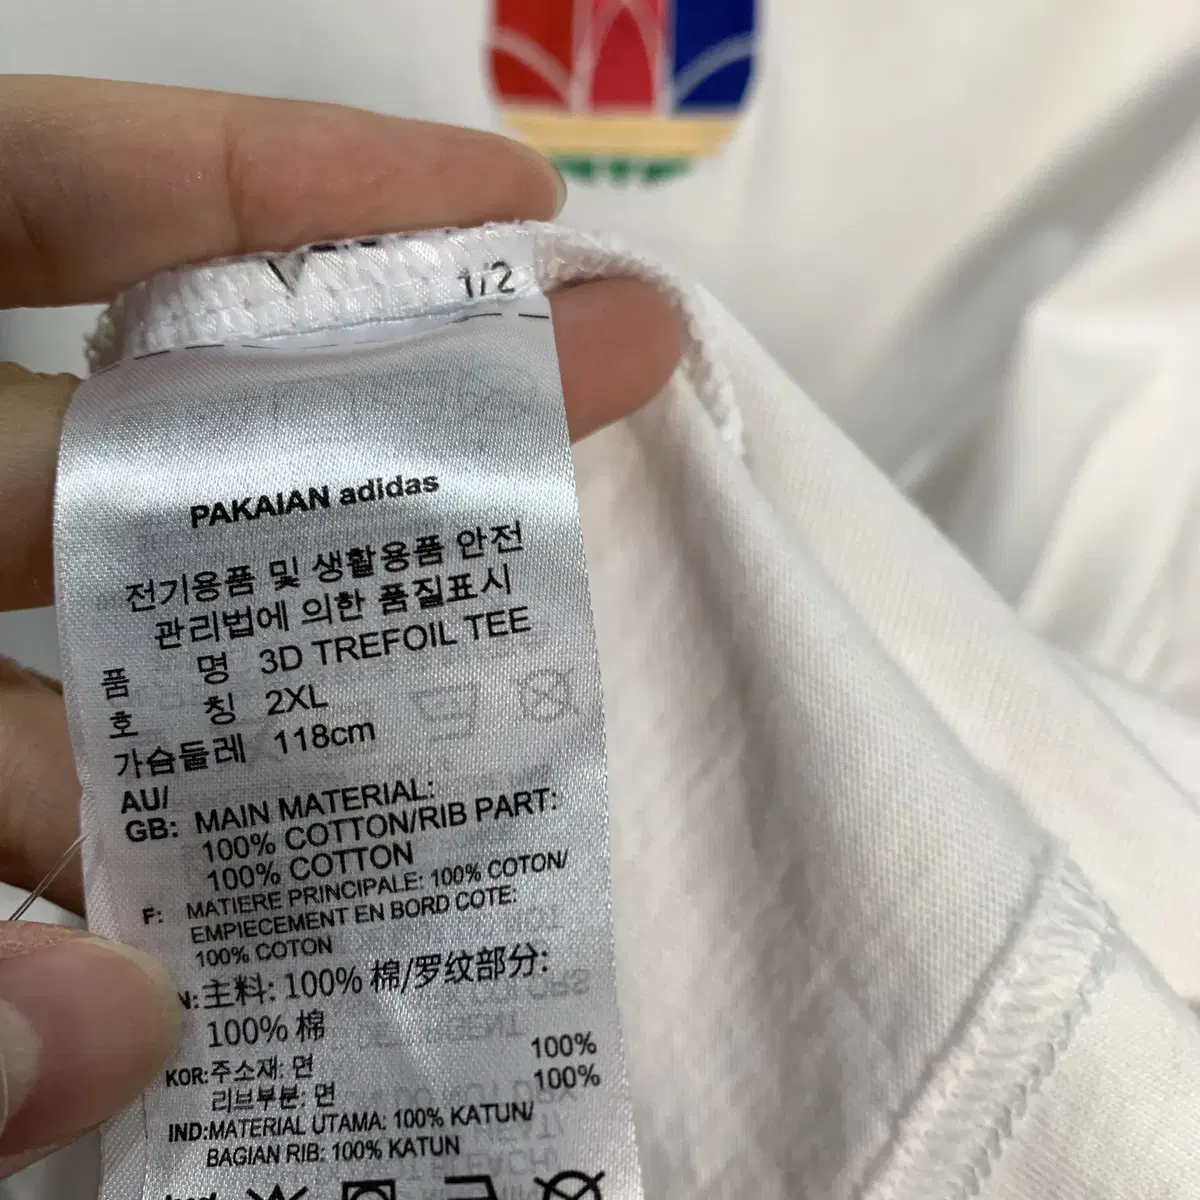 1/2
PAKAIAN adidas
전기용품 및 생활용품 안전
관리법에 의한 품질표시
품 명 3D TREFOIL TEE
호 칭 2XL
가슴둘레 118cm
AU/
GB: MAIN MATERIAL:
100% COTTON/RIB PART:
100% COTTON
F: MATIERE PRINCIPALE: 100% COTON/
EMPIECEMENT EN BORD COTE:
100% COTON
N: 主料: 100% 棉/罗纹部分:
100% 棉
KOR: 주소재: 면 100%
리브부분: 면 100%
IND: MATERIAL UTAMA: 100% KATUN/
BAGIAN RIB: 100% KATUN